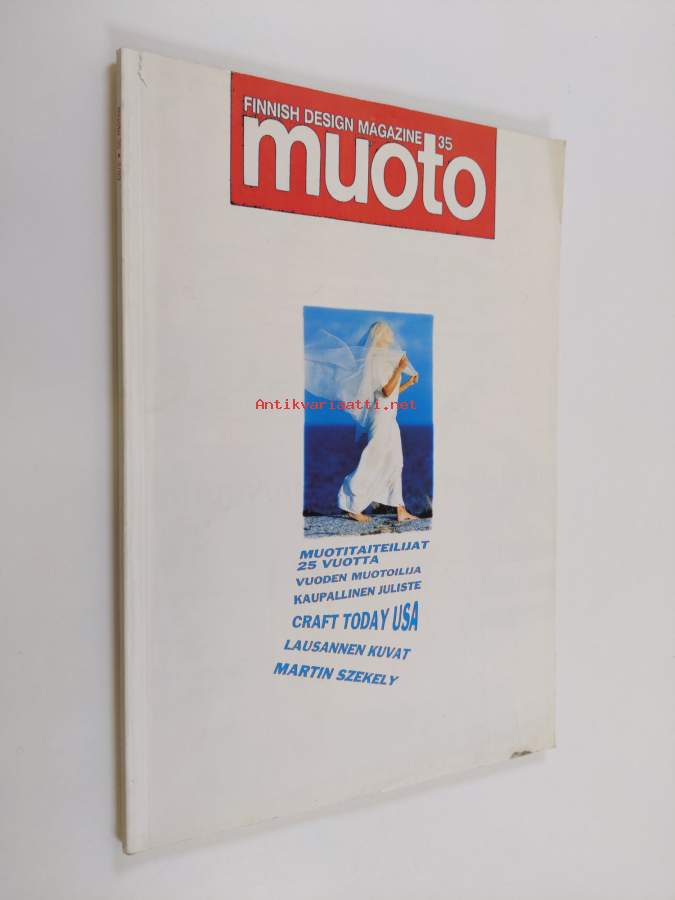 FINNISH DESIGN MAGAZINE 35
muoto
Antikvariaatti.net
MUOTITAITEILIJAT
25 VUOTTA
VUODEN MUOTOILIJA
KAUPALLINEN JULISTE
CRAFT TODAY USA
LAUSANNEN KUVAT
MARTIN SZEKELY